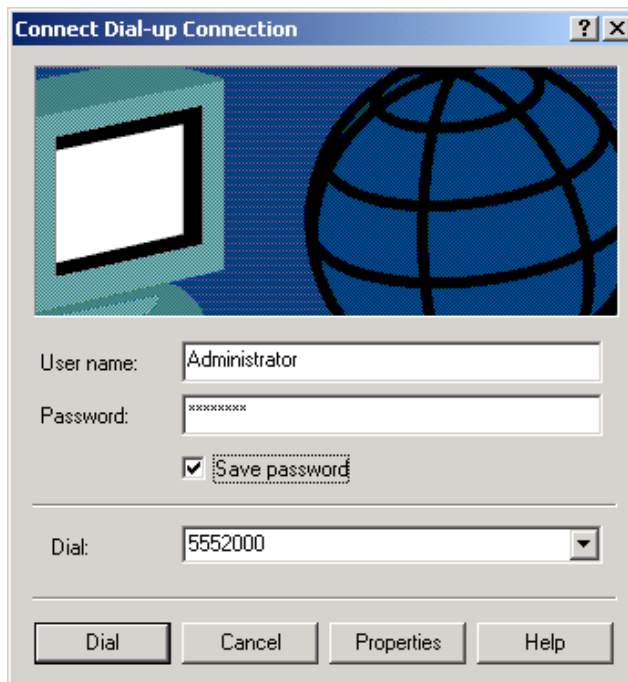 Connect Dial-up Connection
User name: Administrator
Password: ********
Save password
Dial: 5552000
Dial Cancel Properties Help